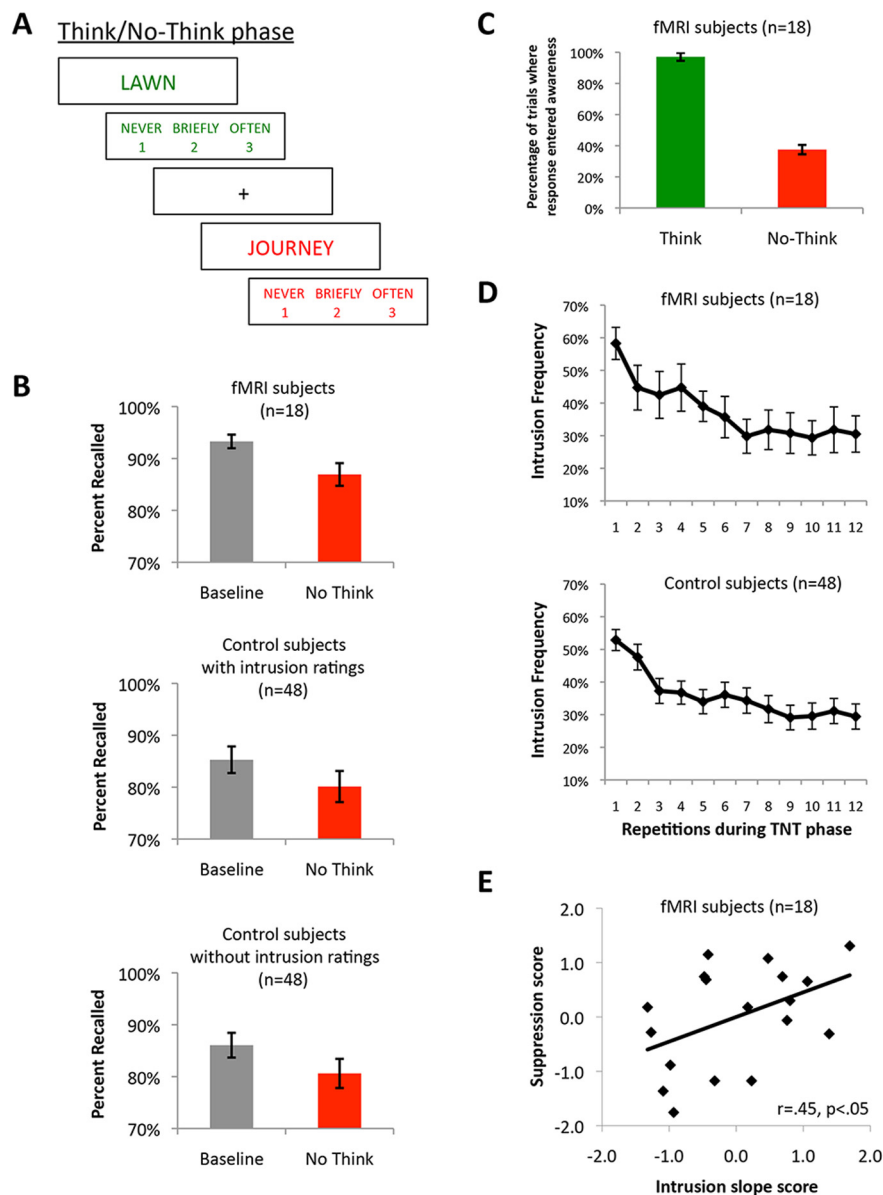 A
Think/No-Think phase
LAWN
NEVER BRIEFLY OFTEN
1 2 3
+
JOURNEY
NEVER BRIEFLY OFTEN
1 2 3
B
fMRI subjects
(n=18)
Percent Recalled
100%
90%
80%
70%
Baseline No Think
Control subjects
with intrusion ratings
(n=48)
Percent Recalled
100%
90%
80%
70%
Baseline No Think
Control subjects
without intrusion ratings
(n=48)
Percent Recalled
100%
90%
80%
70%
Baseline No Think
C
fMRI subjects (n=18)
Percentage of trials where
response entered awareness
100%
80%
60%
40%
20%
0%
Think No-Think
D
fMRI subjects (n=18)
Intrusion Frequency
70%
60%
50%
40%
30%
20%
10%
1 2 3 4 5 6 7 8 9 10 11 12
Control subjects (n=48)
Intrusion Frequency
70%
60%
50%
40%
30%
20%
10%
1 2 3 4 5 6 7 8 9 10 11 12
Repetitions during TNT phase
E
fMRI subjects (n=18)
Suppression score
2.0
1.0
0.0
-1.0
-2.0
r=.45, p<.05
-2.0 -1.0 0.0 1.0 2.0
Intrusion slope score